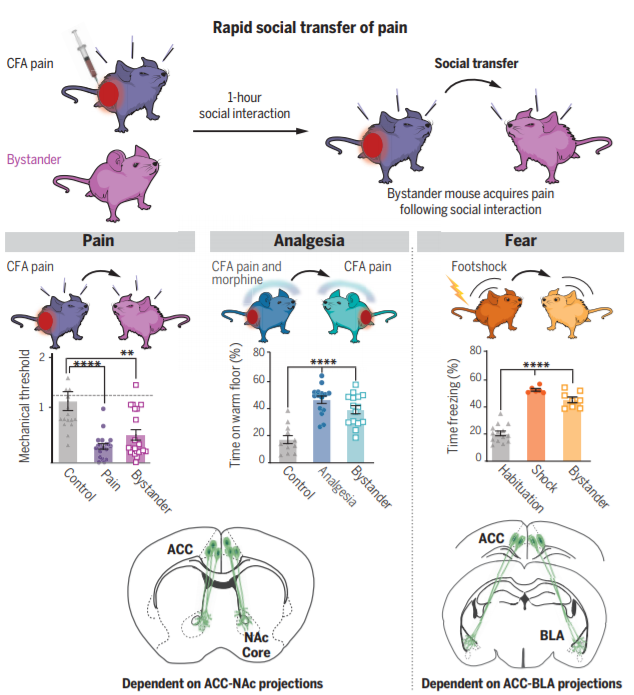 Rapid social transfer of pain
CFA pain
Bystander
1-hour
social interaction
Social transfer
Bystander mouse acquires pain
following social interaction
Pain
CFA pain
Mechanical threshold
2
1
****
**
Control
Pain
Bystander
Analgesia
CFA pain and
morphine
CFA pain
Time on warm floor (%)
80
60
40
20
0
****
Control
Analgesia
Bystander
Fear
Footshock
Time freezing (%)
80
60
40
20
0
****
Habituation
Shock
Bystander
ACC
NAc
Core
Dependent on ACC-NAc projections
ACC
BLA
Dependent on ACC-BLA projections